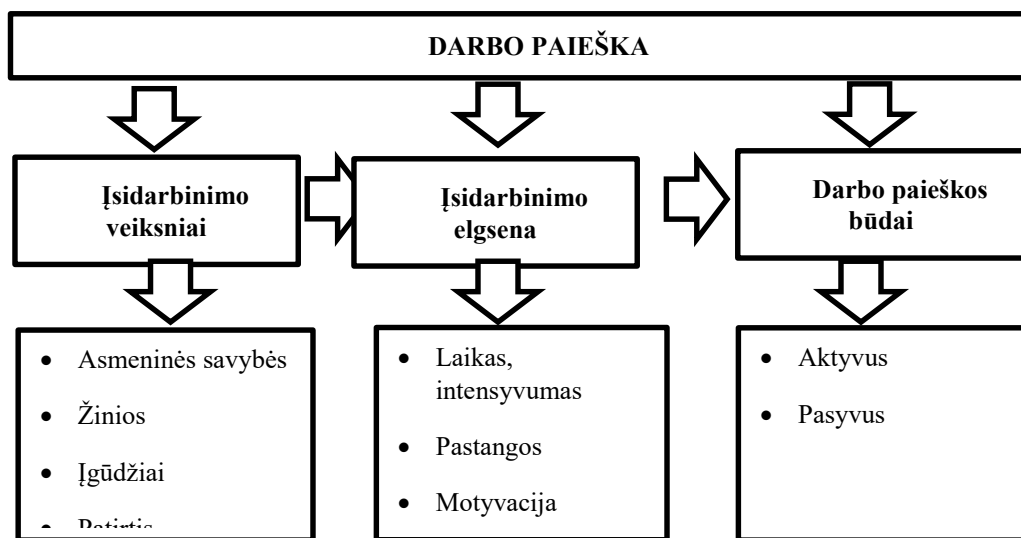 DARBO PAIEŠKA
Įsidarbinimo
veiksniai
Įsidarbinimo
elgsena
Darbo paieškos
būdai
• Asmeninės savybės
• Žinios
• Įgūdžiai
• Patirtis
• Laikas,
intensyvumas
• Pastangos
• Motyvacija
• Aktyvus
• Pasyvus